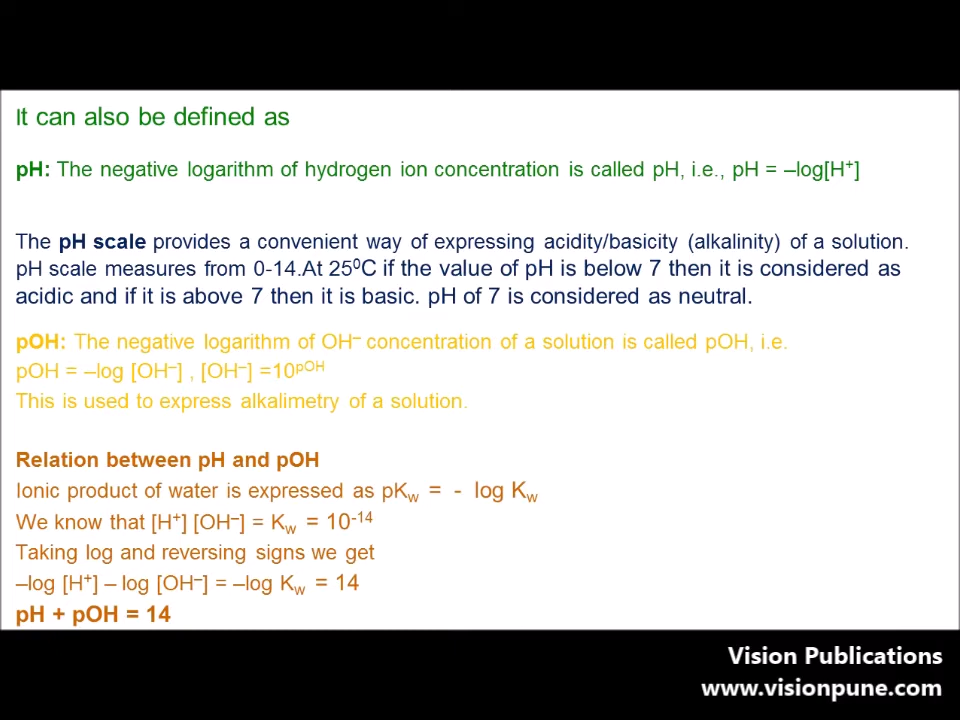 It can also be defined as
pH: The negative logarithm of hydrogen ion concentration is called pH, i.e., pH = –log[H⁺]
The pH scale provides a convenient way of expressing acidity/basicity (alkalinity) of a solution.
pH scale measures from 0-14.At 25⁰C if the value of pH is below 7 then it is considered as
acidic and if it is above 7 then it is basic. pH of 7 is considered as neutral.
pOH: The negative logarithm of OH⁻ concentration of a solution is called pOH, i.e.
pOH = –log [OH⁻] , [OH⁻] =10^pOH
This is used to express alkalimetry of a solution.
Relation between pH and pOH
Ionic product of water is expressed as pKw = - log Kw
We know that [H⁺] [OH⁻] = Kw = 10⁻¹⁴
Taking log and reversing signs we get
–log [H⁺] – log [OH⁻] = –log Kw = 14
pH + pOH = 14
Vision Publications
www.visionpune.com